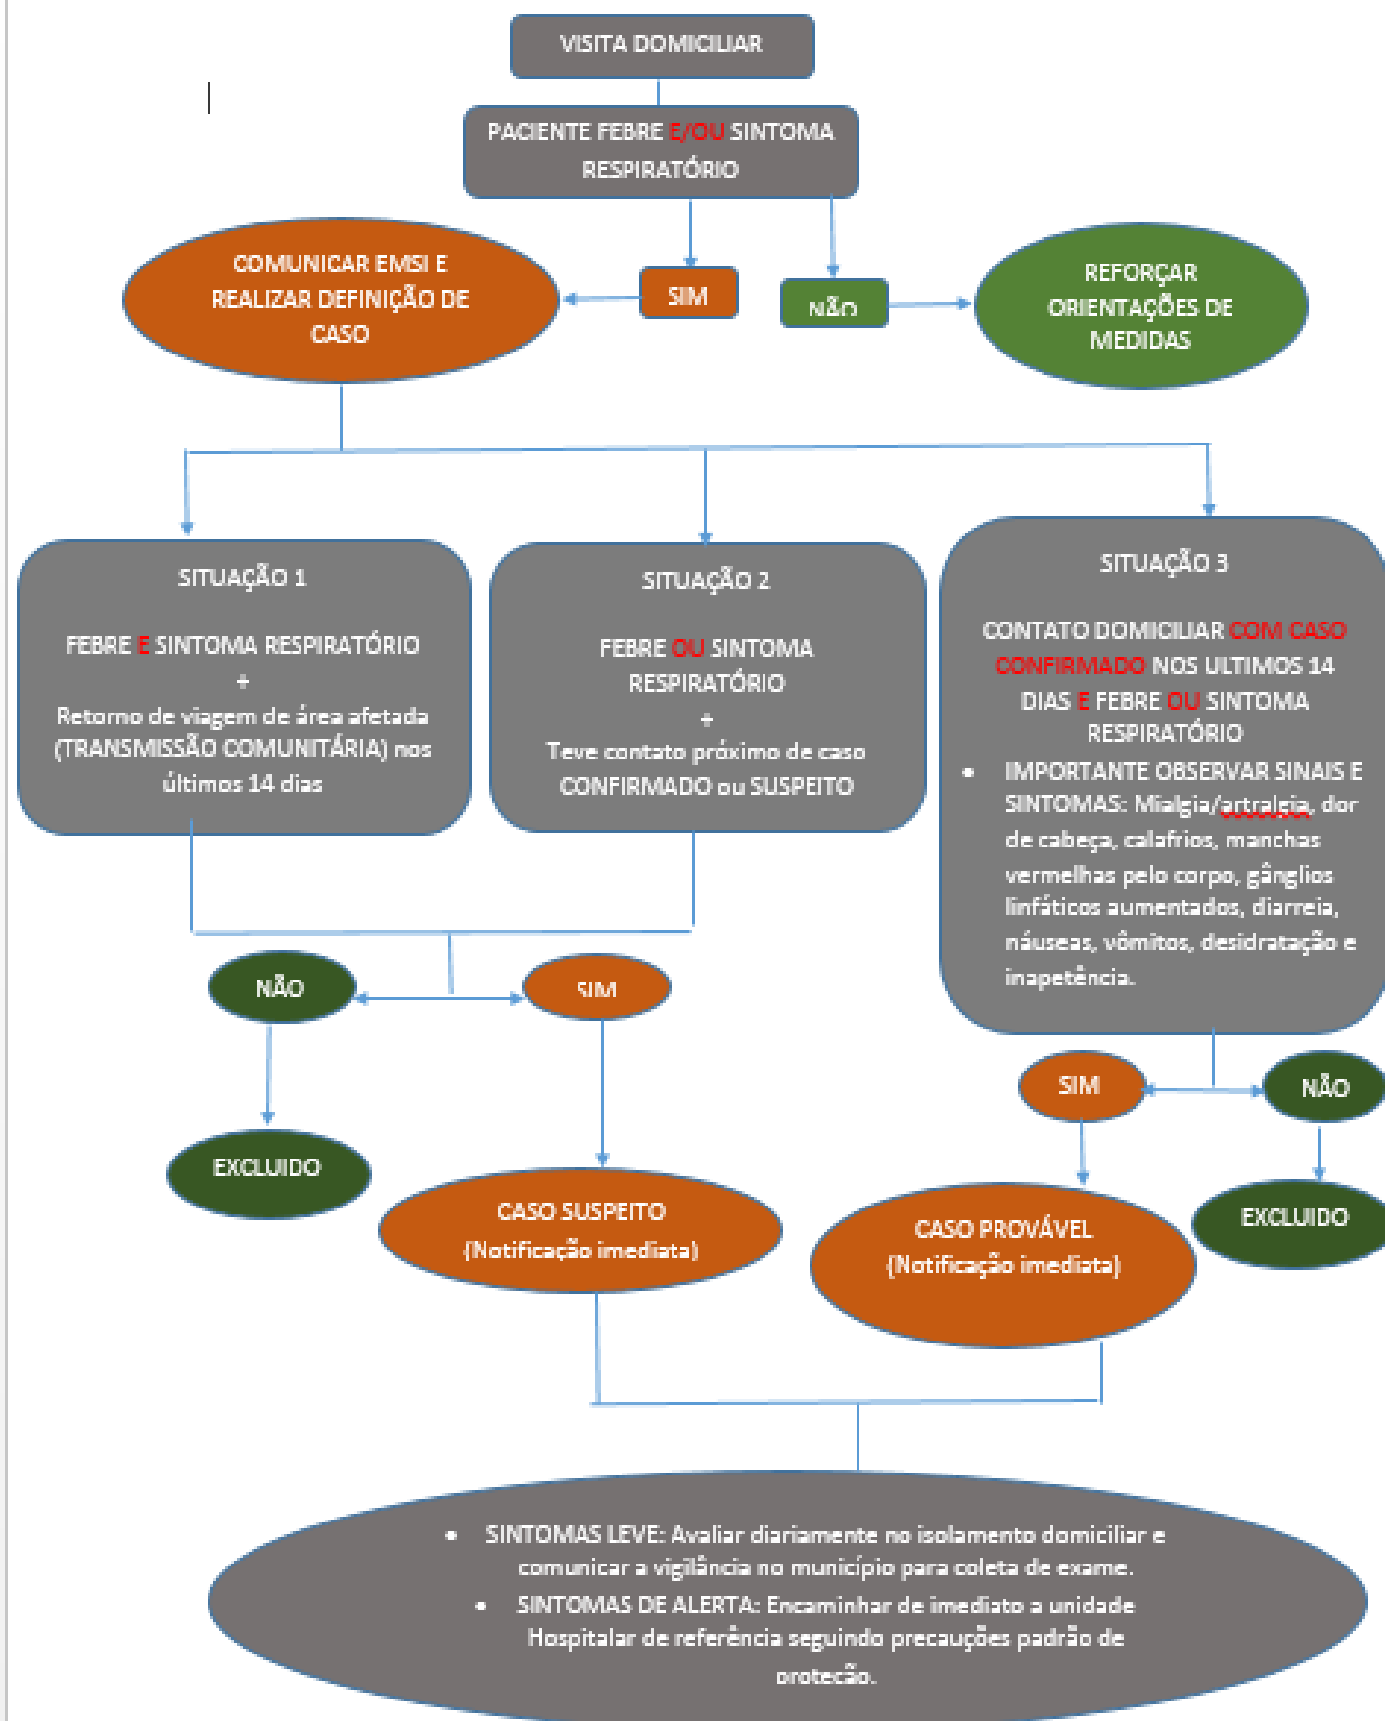 VISITA DOMICILIAR
PACIENTE FEBRE E/OU SINTOMA
RESPIRATÓRIO
COMUNICAR EMSI E
REALIZAR DEFINIÇÃO DE
CASO
SIM
NÃO
REFORÇAR
ORIENTAÇÕES DE
MEDIDAS
SITUAÇÃO 1
FEBRE E SINTOMA RESPIRATÓRIO
+
Retorno de viagem de área afetada
(TRANSMISSÃO COMUNITÁRIA) nos
últimos 14 dias
SITUAÇÃO 2
FEBRE OU SINTOMA
RESPIRATÓRIO
+
Teve contato próximo de caso
CONFIRMADO ou SUSPEITO
SITUAÇÃO 3
CONTATO DOMICILIAR COM CASO
CONFIRMADO NOS ULTIMOS 14
DIAS E FEBRE OU SINTOMA
RESPIRATÓRIO
• IMPORTANTE OBSERVAR SINAIS E
SINTOMAS: Mialgia/artralgia, dor
de cabeça, calafrios, manchas
vermelhas pelo corpo, gânglios
linfáticos aumentados, diarreia,
náuseas, vômitos, desidratação e
inapetência.
NÃO
SIM
SIM
NÃO
EXCLUIDO
CASO SUSPEITO
(Notificação imediata)
CASO PROVÁVEL
(Notificação imediata)
EXCLUIDO
• SINTOMAS LEVE: Avaliar diariamente no isolamento domiciliar e
comunicar a vigilância no município para coleta de exame.
• SINTOMAS DE ALERTA: Encaminhar de imediato a unidade
Hospitalar de referência seguindo precauções padrão de
proteção.